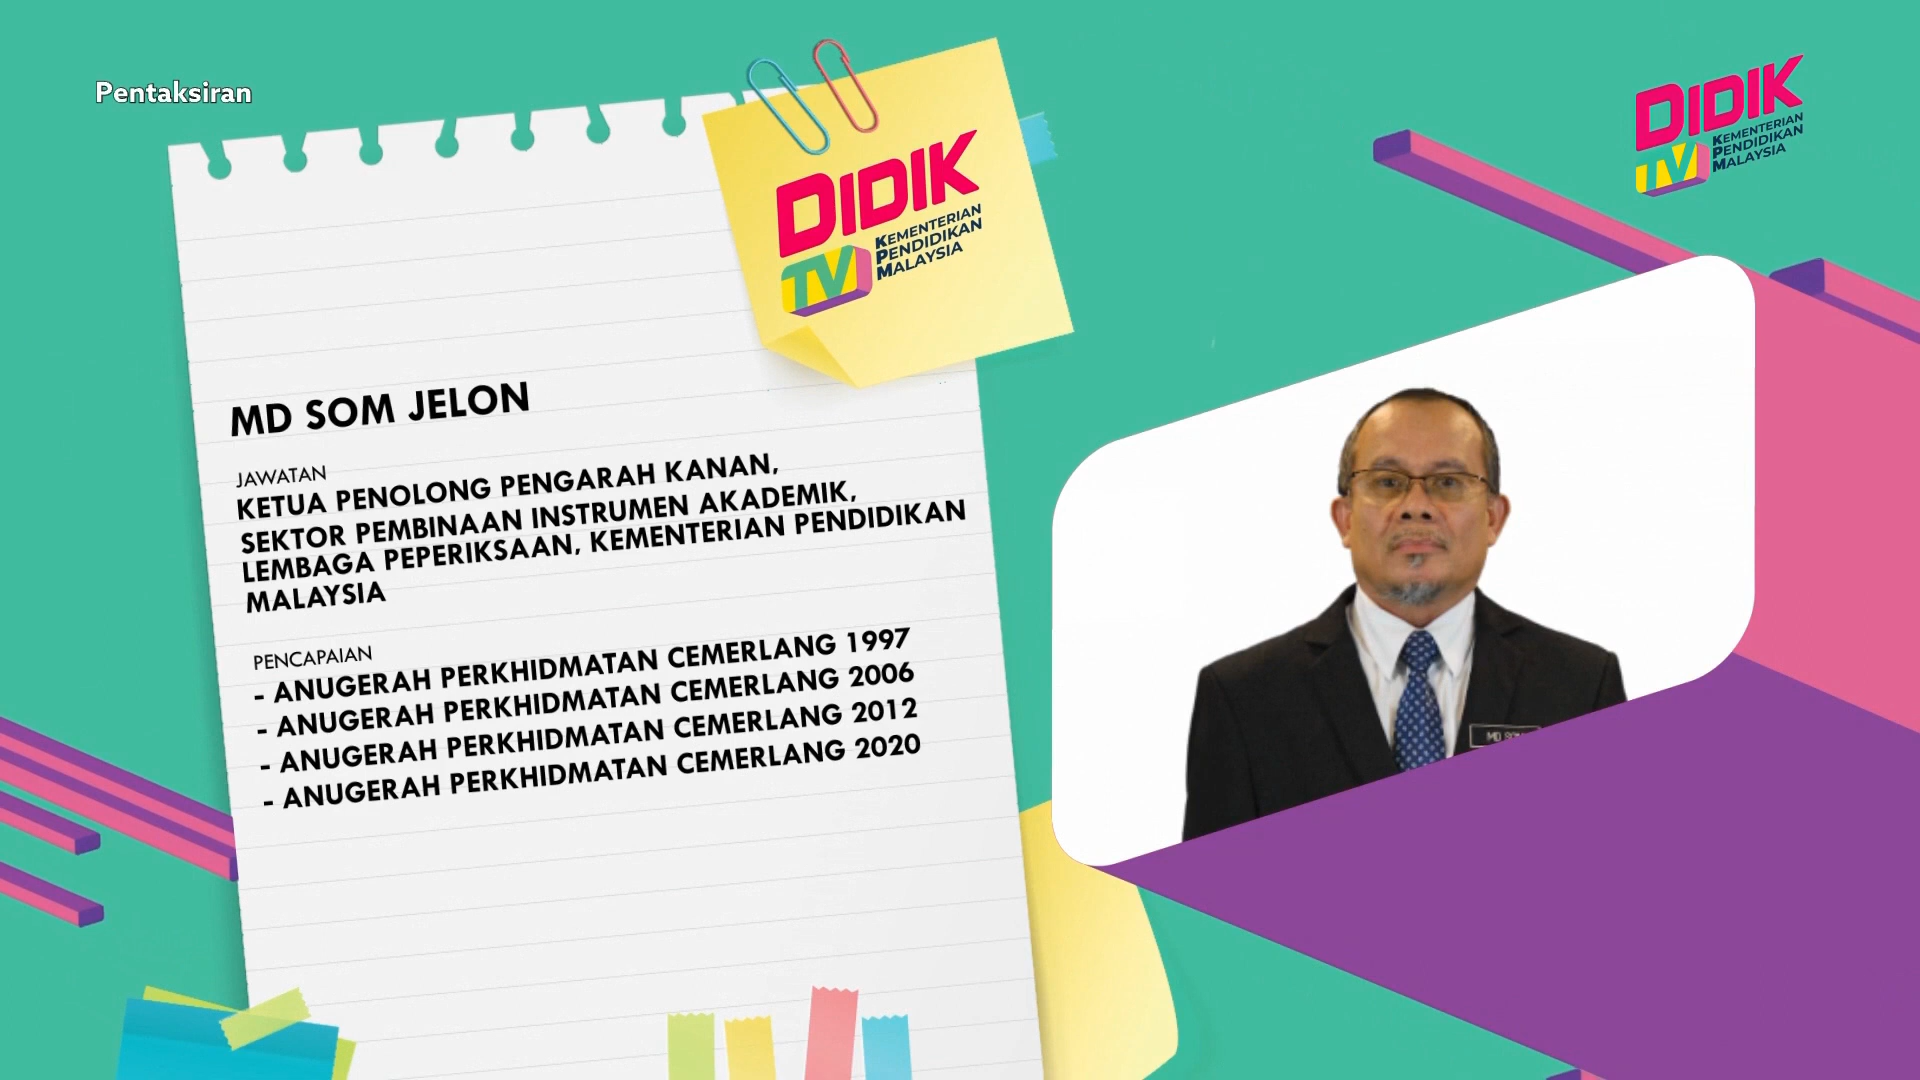 Pentaksiran
DIDIK
TV
KEMENTERIAN
PENDIDIKAN
MALAYSIA
DIDIK
TV
KEMENTERIAN
PENDIDIKAN
MALAYSIA
MD SOM JELON
JAWATAN
KETUA PENOLONG PENGARAH KANAN,
SEKTOR PEMBINAAN INSTRUMEN AKADEMIK,
LEMBAGA PEPERIKSAAN, KEMENTERIAN PENDIDIKAN
MALAYSIA
PENCAPAIAN
- ANUGERAH PERKHIDMATAN CEMERLANG 1997
- ANUGERAH PERKHIDMATAN CEMERLANG 2006
- ANUGERAH PERKHIDMATAN CEMERLANG 2012
- ANUGERAH PERKHIDMATAN CEMERLANG 2020
MD SOM